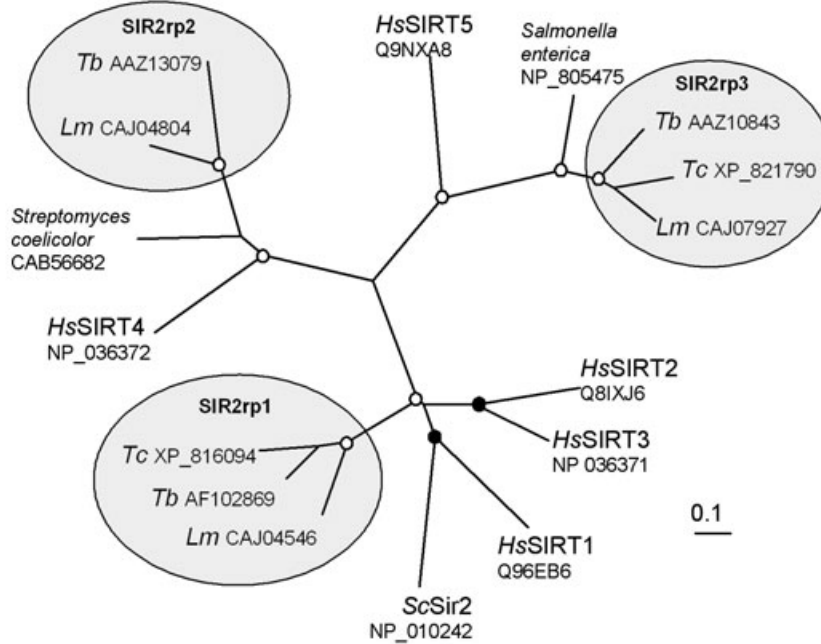 SIR2rp2
Tb AAZ13079
Lm CAJ04804
HsSIRT5
Q9NXA8
Salmonella
enterica
NP_805475
SIR2rp3
Tb AAZ10843
Tc XP_821790
Lm CAJ07927
Streptomyces
coelicolor
CAB56682
HsSIRT4
NP_036372
SIR2rp1
Tc XP_816094
Tb AF102869
Lm CAJ04546
HsSIRT2
Q8IXJ6
HsSIRT3
NP 036371
HsSIRT1
Q96EB6
ScSir2
NP_010242
0.1